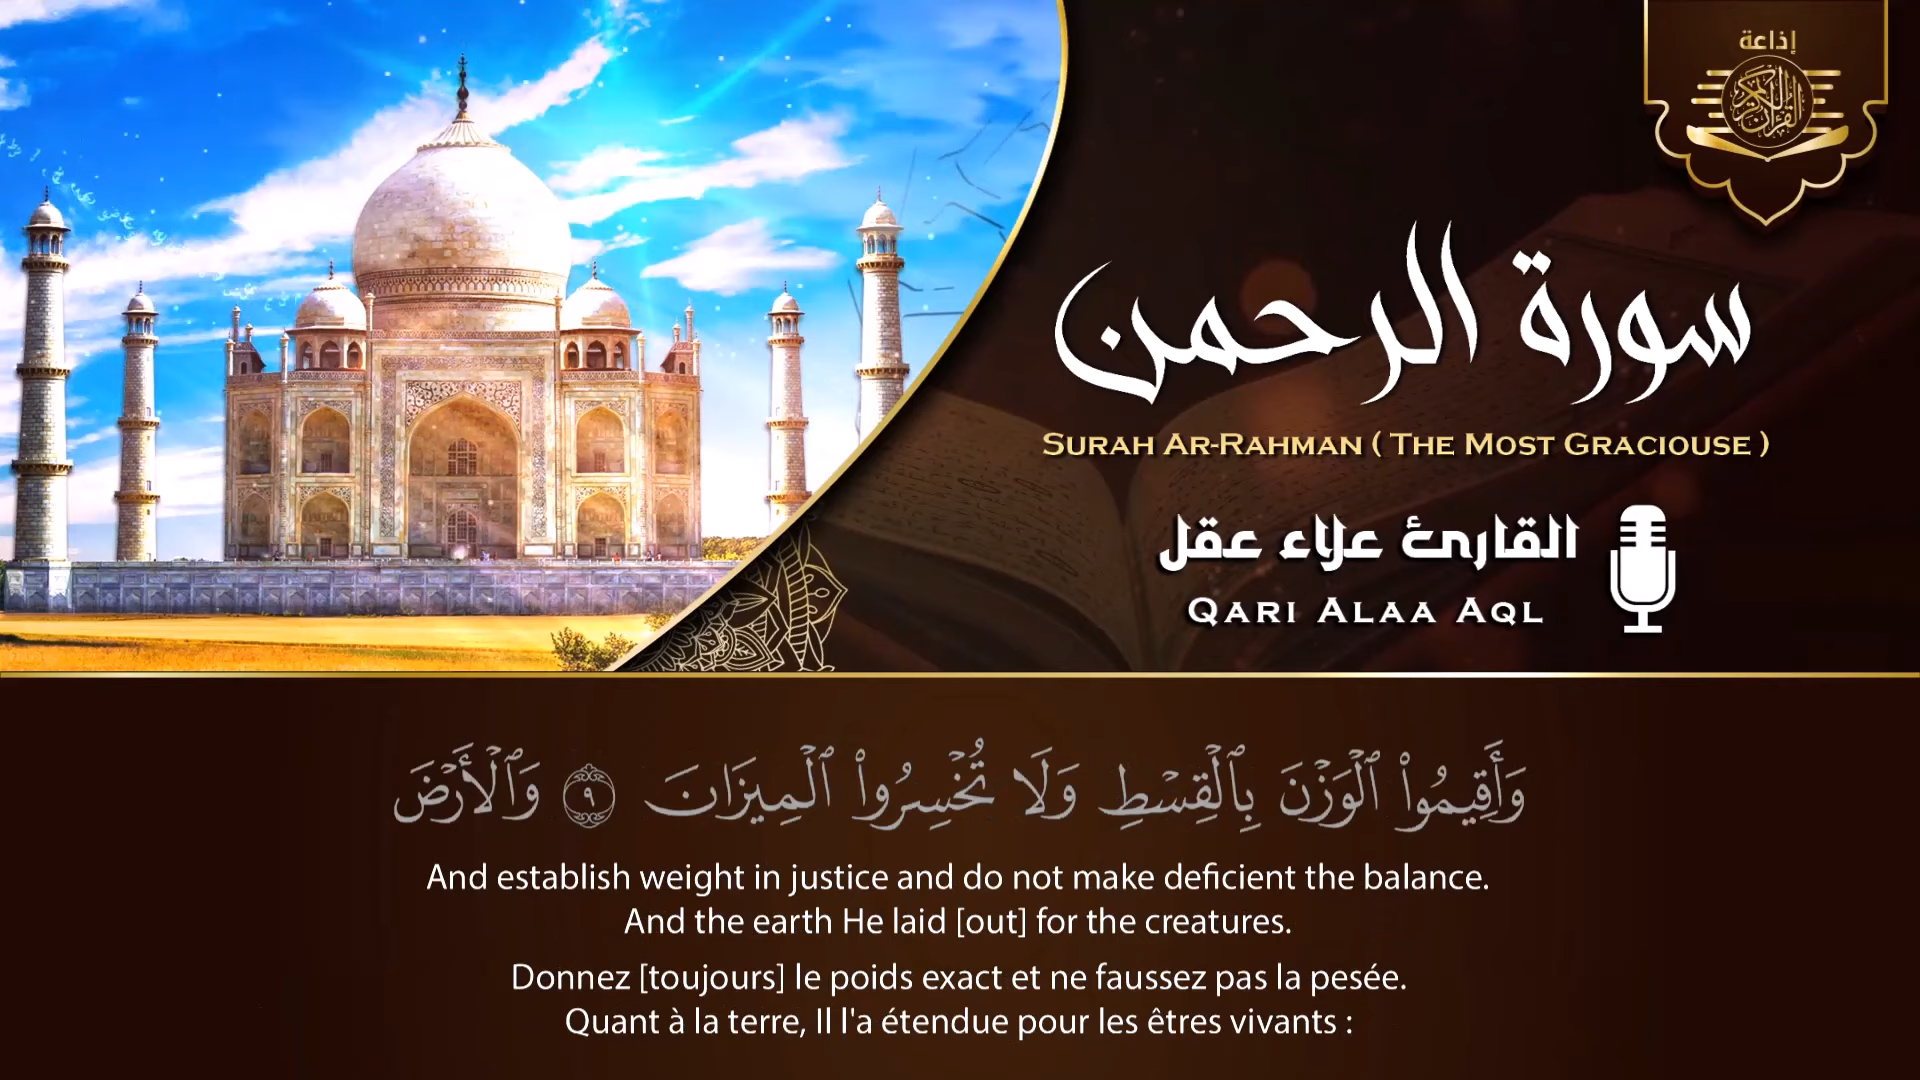 إذاعة
القرآن الكريم
سورة الرحمن
SURAH AR-RAHMAN ( THE MOST GRACIOUSE )
القارئ علاء عقل
QARI ALAA AQL
وَأَقِيمُوا۟ ٱلْوَزْنَ بِٱلْقِسْطِ وَلَا تُخْسِرُوا۟ ٱلْمِيزَانَ ٩ وَٱلْأَرْضَ
And establish weight in justice and do not make deficient the balance.
And the earth He laid [out] for the creatures.
Donnez [toujours] le poids exact et ne faussez pas la pesée.
Quant à la terre, Il l'a étendue pour les êtres vivants :